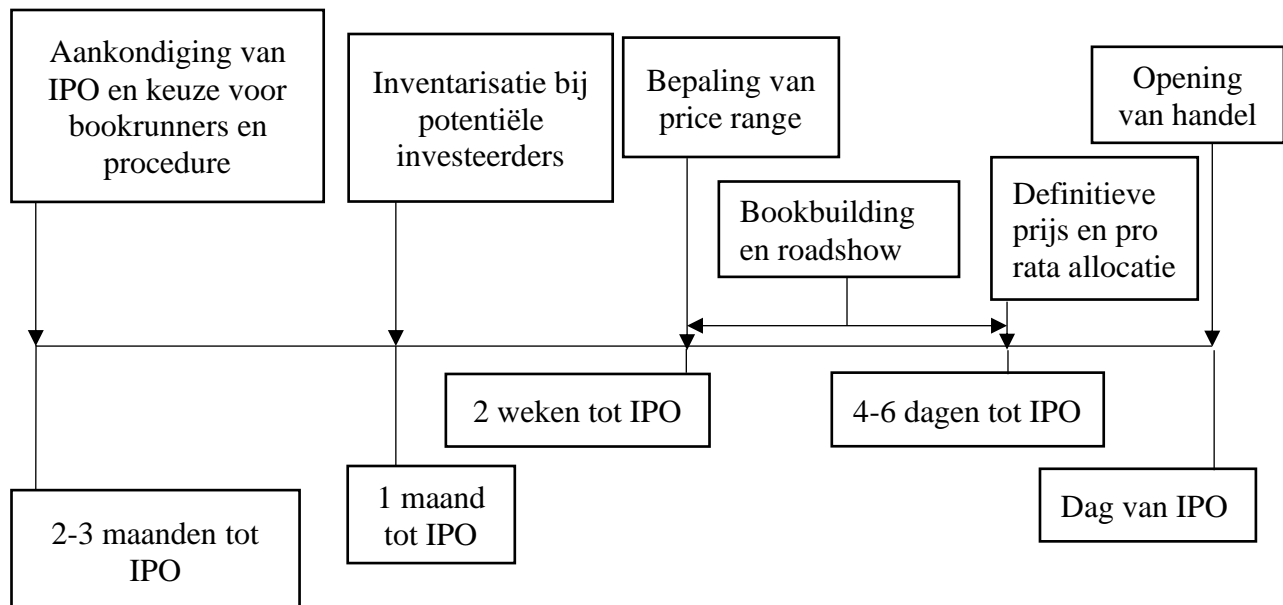 Aankondiging van
IPO en keuze voor
bookrunners en
procedure
Inventarisatie bij
potentiële
investeerders
Bepaling van
price range
Opening
van handel
Bookbuilding
en roadshow
Definitieve
prijs en pro
rata allocatie
2 weken tot IPO
4-6 dagen tot IPO
1 maand
tot IPO
Dag van IPO
2-3 maanden tot
IPO